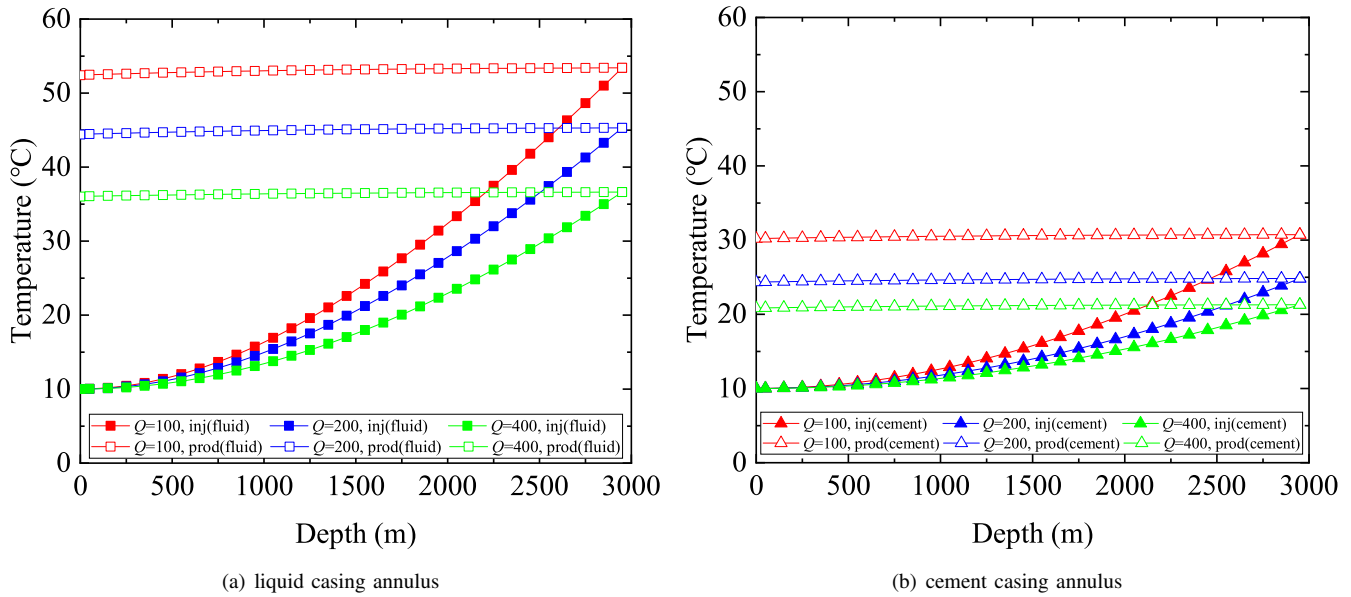 60
50
40
30
20
10
0
Temperature (℃)
Q=100, inj(fluid) Q=200, inj(fluid) Q=400, inj(fluid)
Q=100, prod(fluid) Q=200, prod(fluid) Q=400, prod(fluid)
0 500 1000 1500 2000 2500 3000
Depth (m)
(a) liquid casing annulus
60
50
40
30
20
10
0
Temperature (℃)
Q=100, inj(cement) Q=200, inj(cement) Q=400, inj(cement)
Q=100, prod(cement) Q=200, prod(cement) Q=400, prod(cement)
0 500 1000 1500 2000 2500 3000
Depth (m)
(b) cement casing annulus